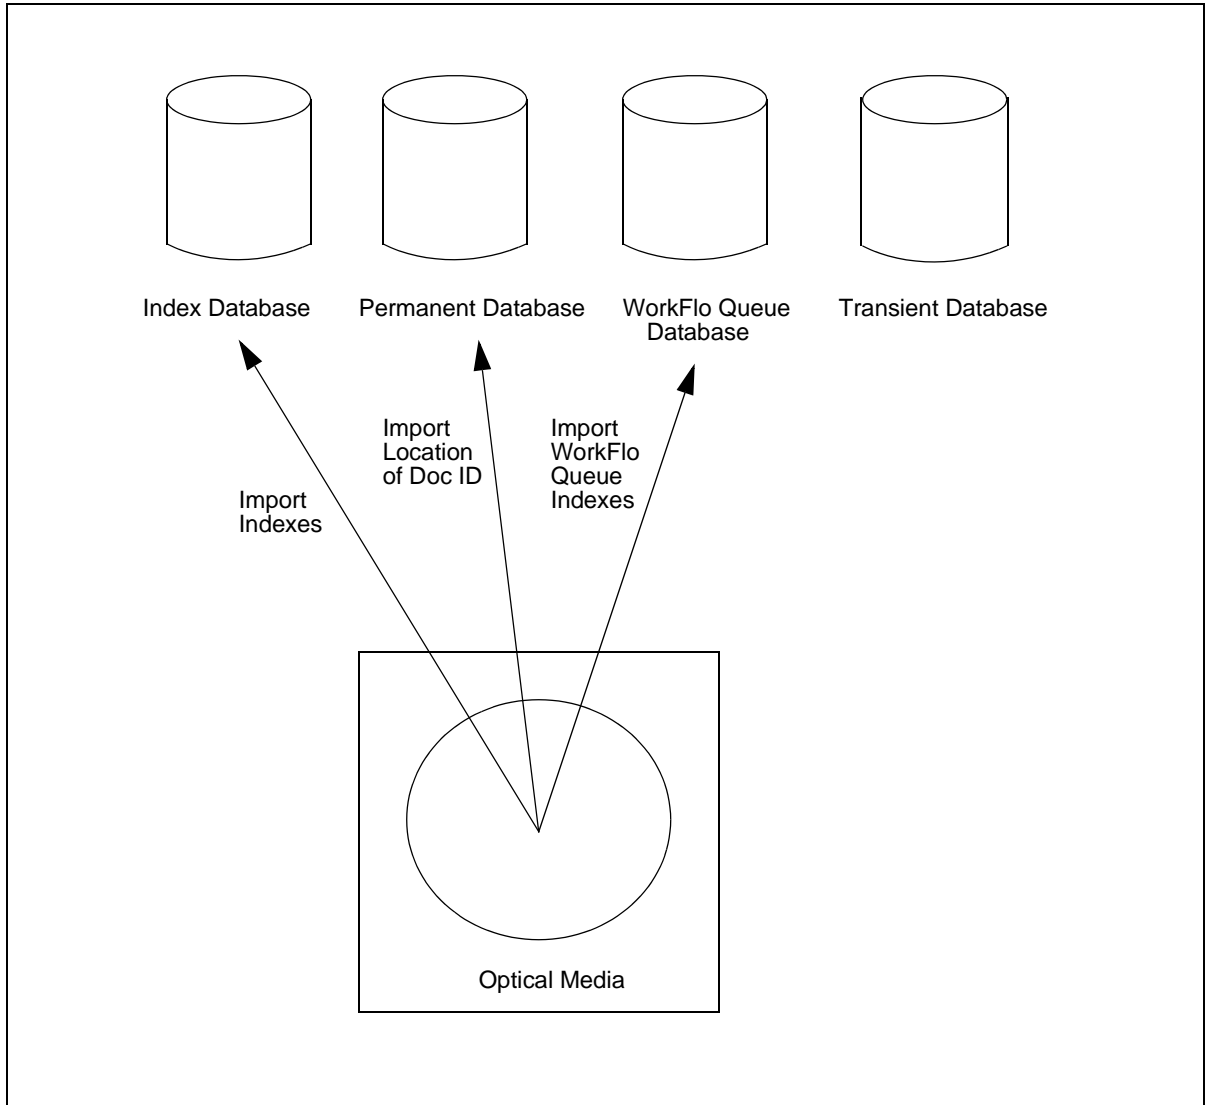 Index Database
Permanent Database
WorkFlo Queue
Database
Transient Database
Import
Location
of Doc ID
Import
WorkFlo
Queue
Indexes
Import
Indexes
Optical Media